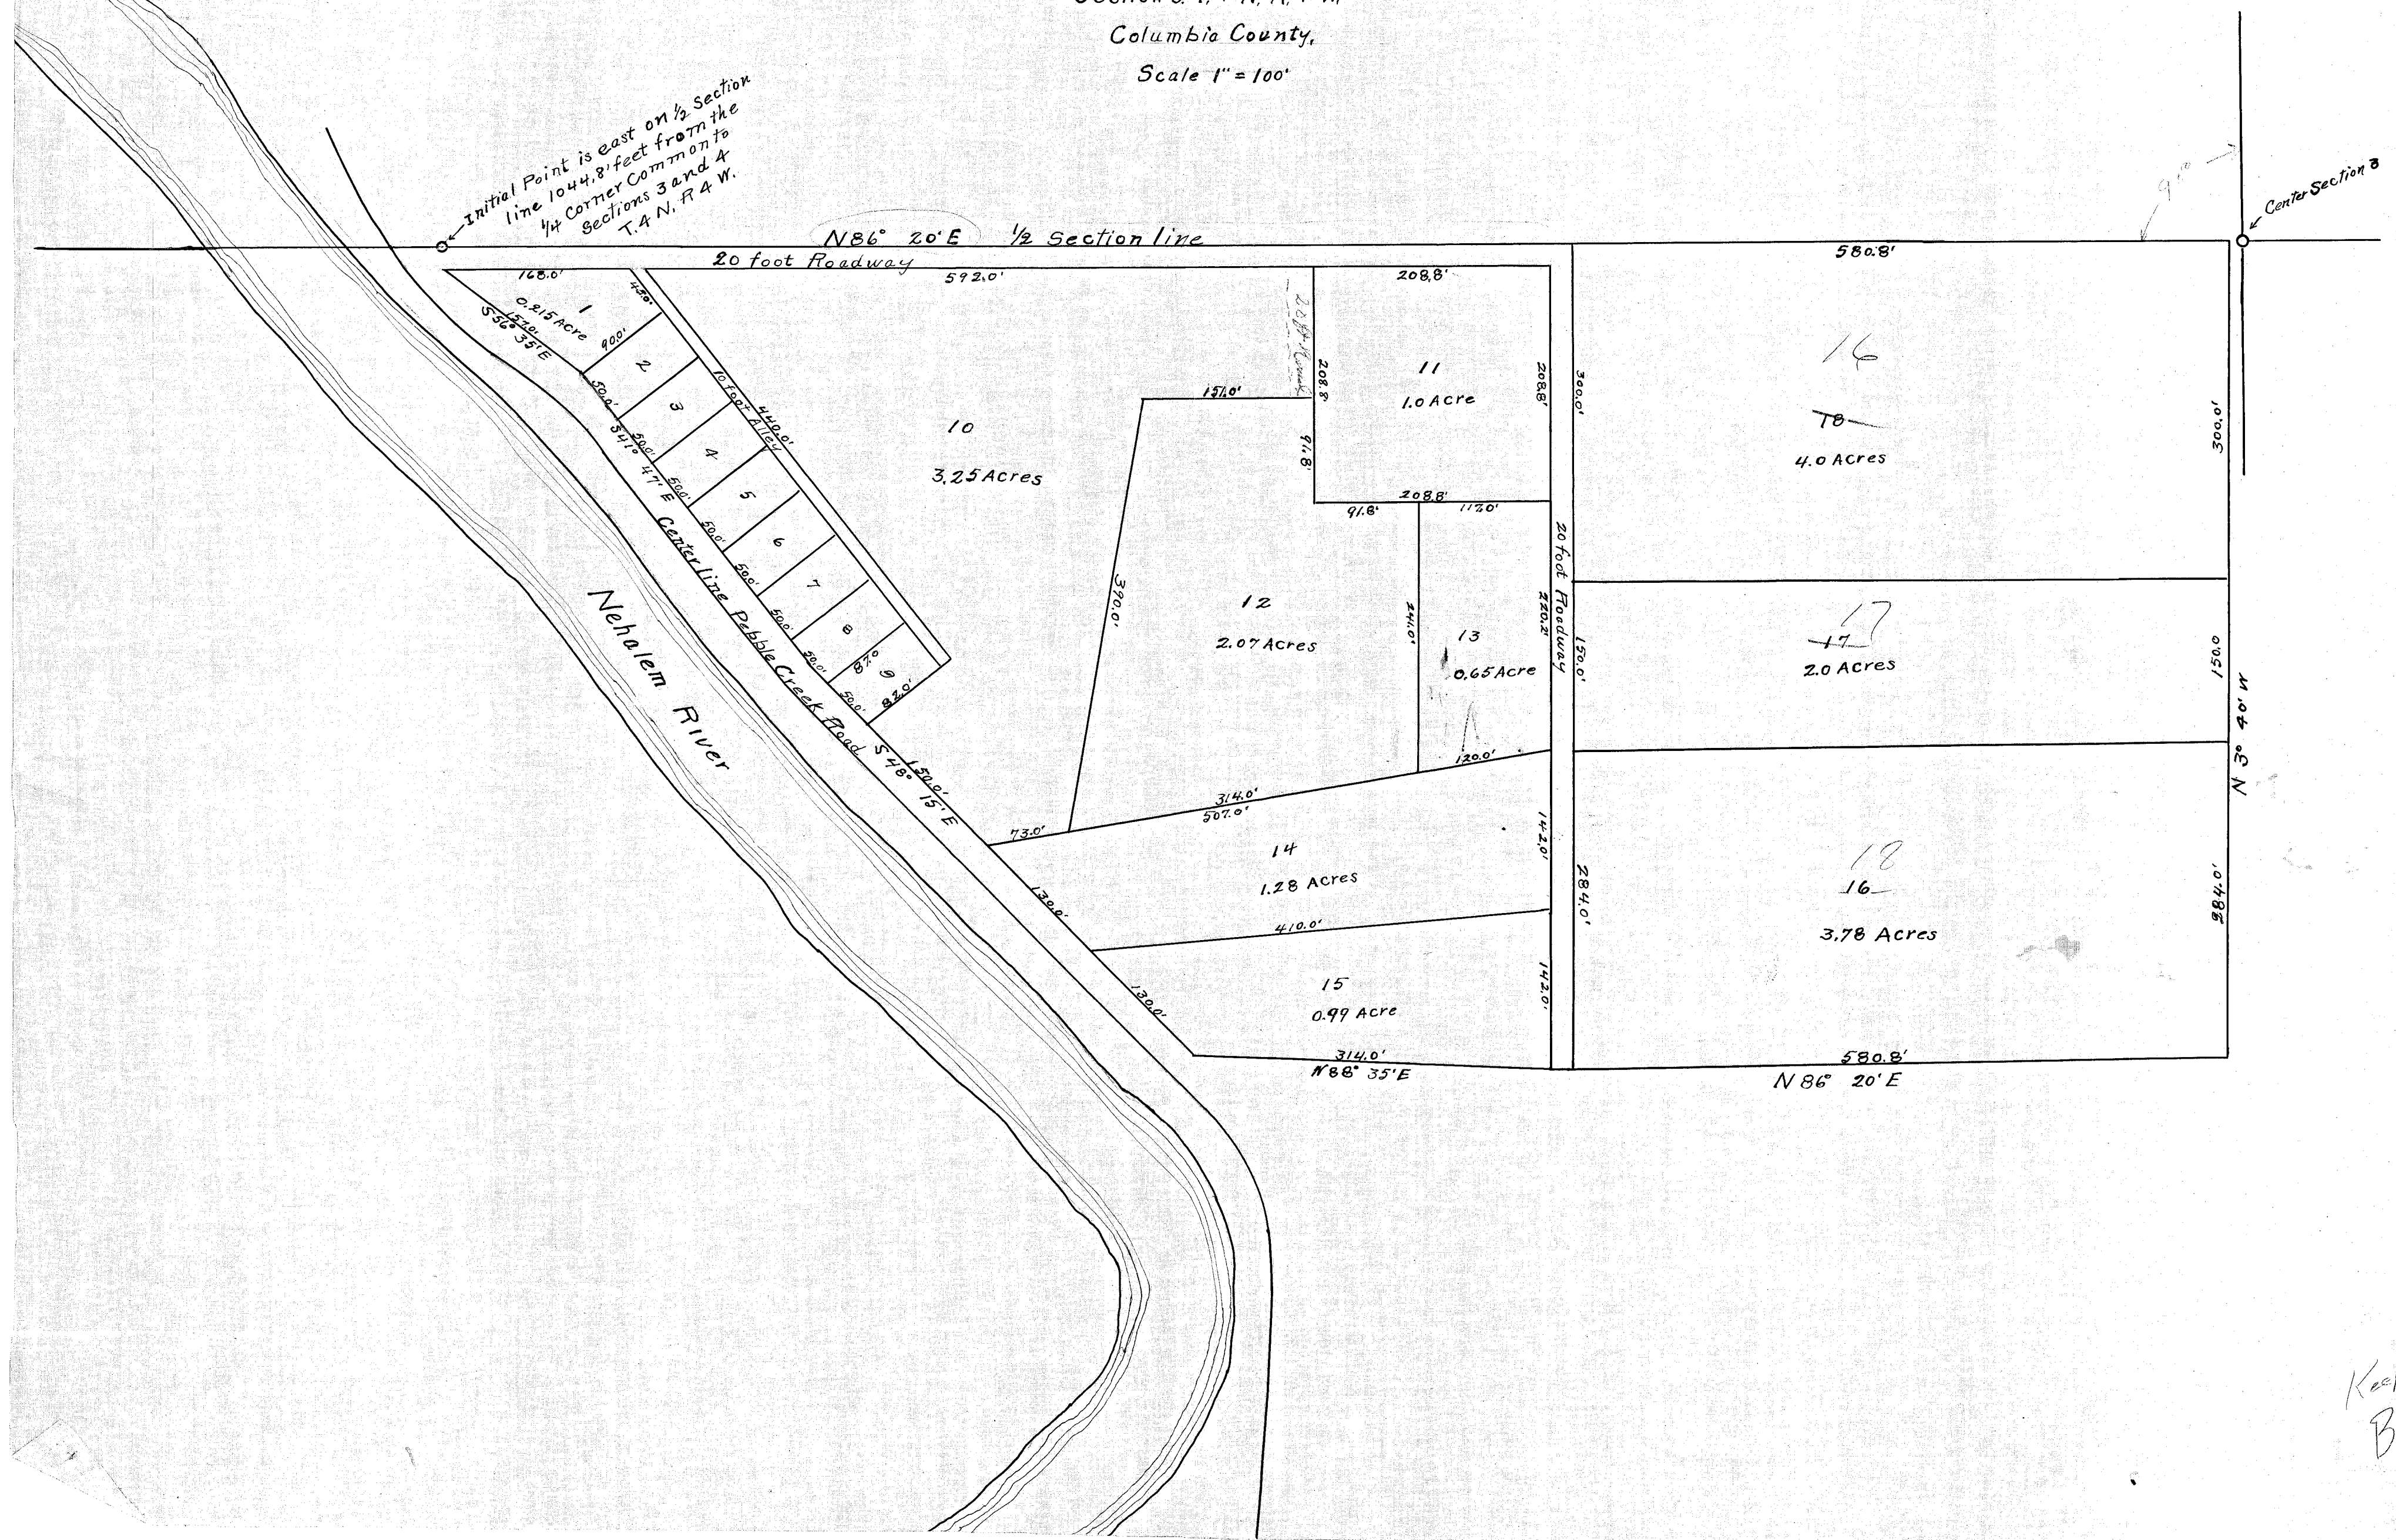 Columbia County,
Scale 1" = 100'
Initial Point is east on 1/2 Section
line 1044.8' feet from the
1/4 Corner Common to
Sections 3 and 4
T. 4 N, R 4 W.
Center Section 3
N 86° 20' E 1/2 Section line
20 foot Roadway
168.0'
592.0'
208.8'
580.8'
45.0'
1
0.215 Acre
157.0'
S 56° 35' E
90.0'
2
3
4
5
6
7
8
9
87.0
82.0'
50.0'
50.0'
50.0'
50.0'
50.0'
50.0'
50.0'
50.0'
S 41° 47' E
10 foot Alley
440.0'
Centerline Pebble Creek Road
S 48° 15' E
150.0'
Nehalem River
10
3.25 Acres
151.0'
208.8
91.8'
11
1.0 Acre
208.8'
208.8'
91.8'
117.0'
390.0'
12
2.07 Acres
241.0'
13
0.65 Acre
220.2'
20 foot Roadway
120.0'
314.0'
507.0'
73.0'
14
1.28 Acres
142.0'
130.0'
410.0'
15
0.99 Acre
142.0'
130.0'
314.0'
N 88° 35' E
300.0'
16
18
4.0 Acres
300.0'
150.0'
17
17
2.0 Acres
150.0
N 3° 40' W
284.0'
18
16
3.78 Acres
284.0'
580.8'
N 86° 20' E
B